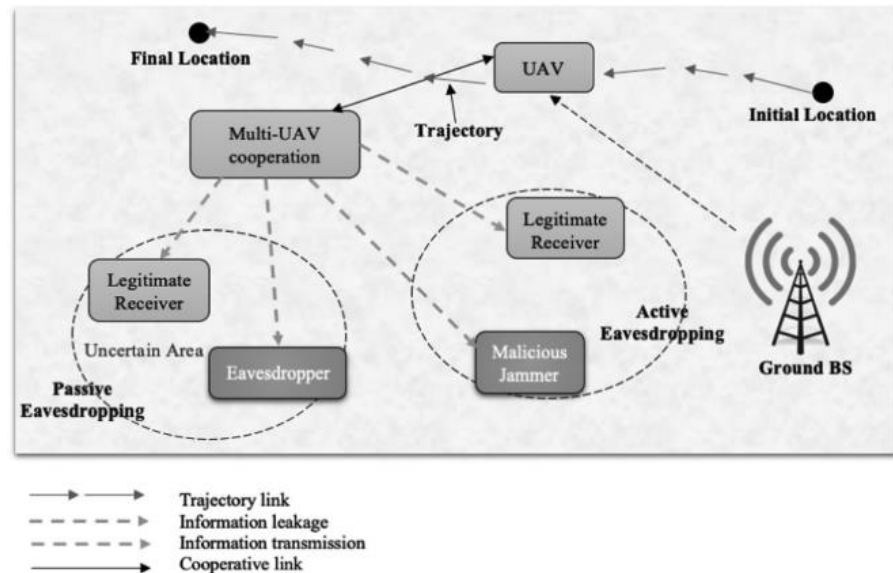 Final Location
UAV
Initial Location
Trajectory
Multi-UAV
cooperation
Legitimate
Receiver
Legitimate
Receiver
Uncertain Area
Eavesdropper
Passive
Eavesdropping
Active
Eavesdropping
Malicious
Jammer
Ground BS
Trajectory link
Information leakage
Information transmission
Cooperative link